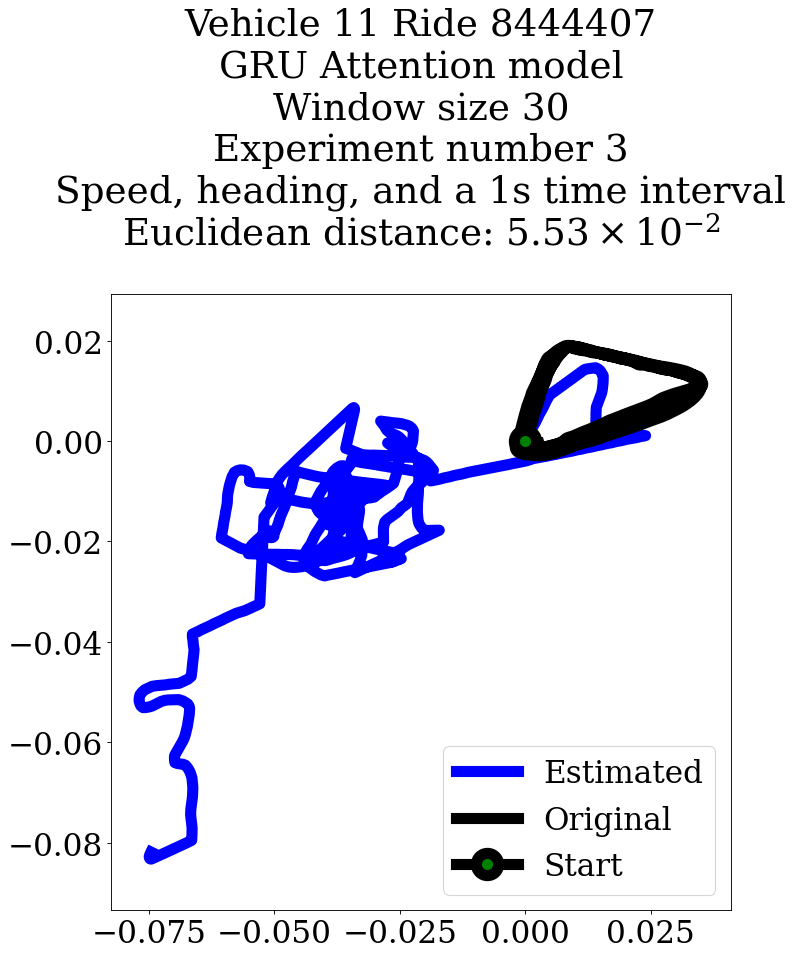 Vehicle 11 Ride 8444407
GRU Attention model
Window size 30
Experiment number 3
Speed, heading, and a 1s time interval
Euclidean distance: 5.53 × 10⁻²
0.02
0.00
−0.02
−0.04
−0.06
−0.08
Estimated
Original
Start
−0.075 −0.050 −0.025 0.000 0.025